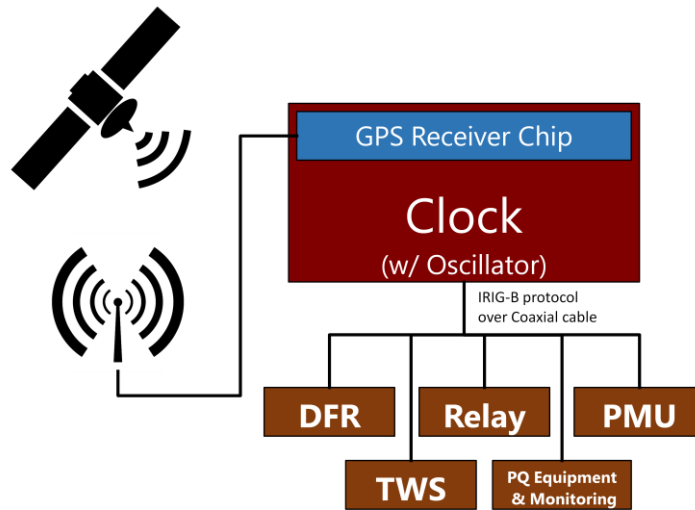 GPS Receiver Chip
Clock
(w/ Oscillator)
IRIG-B protocol
over Coaxial cable
DFR
Relay
PMU
TWS
PQ Equipment
& Monitoring